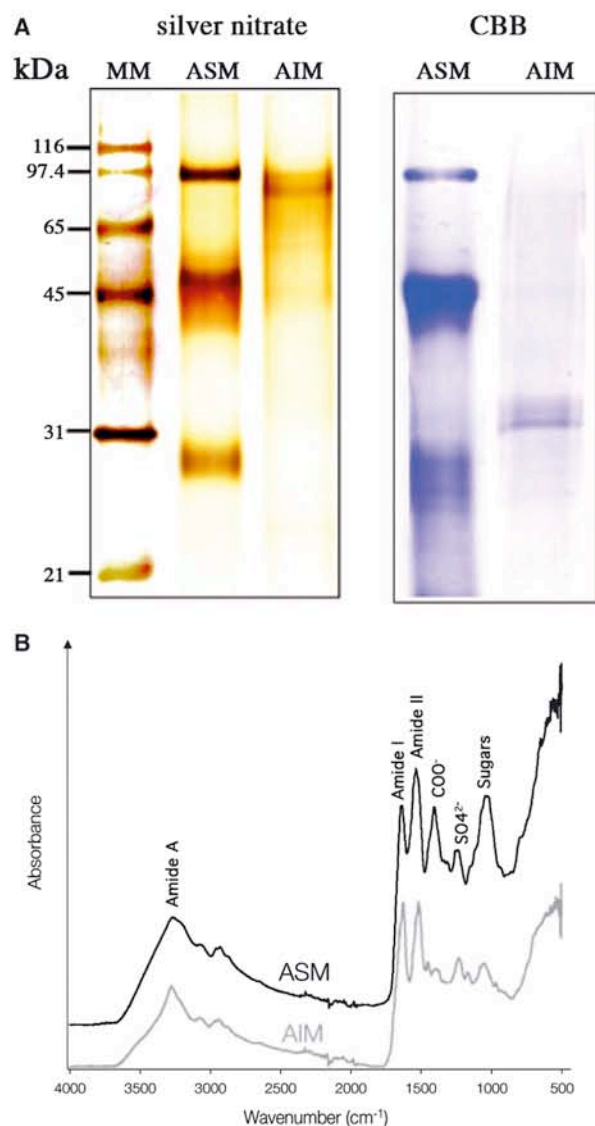 A
silver nitrate CBB
kDa MM ASM AIM ASM AIM
116
97.4
65
45
31
21
B
Absorbance
Amide A
Amide I
Amide II
COO-
SO4²⁻
Sugars
ASM
AIM
4000 3500 3000 2500 2000 1500 1000 500
Wavenumber (cm⁻¹)